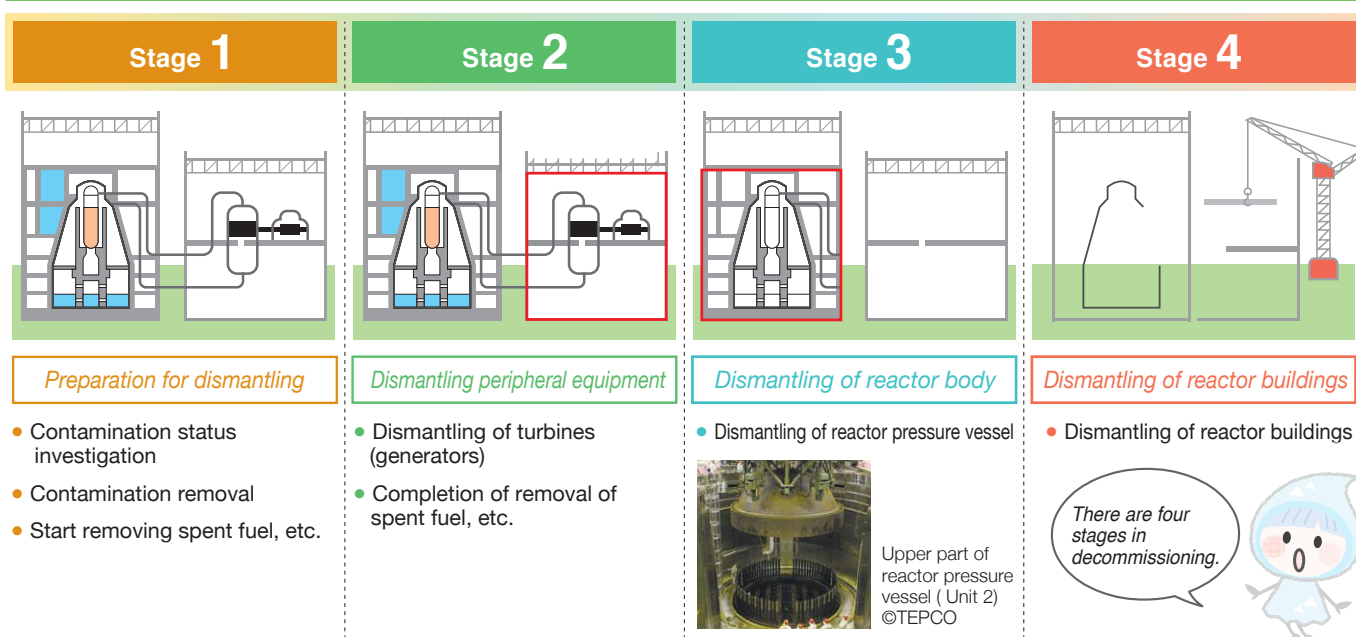 Stage 1
Stage 2
Stage 3
Stage 4
Preparation for dismantling
Dismantling peripheral equipment
Dismantling of reactor body
Dismantling of reactor buildings
• Contamination status
investigation
• Contamination removal
• Start removing spent fuel, etc.
• Dismantling of turbines
(generators)
• Completion of removal of
spent fuel, etc.
• Dismantling of reactor pressure vessel
Upper part of
reactor pressure
vessel ( Unit 2)
©TEPCO
• Dismantling of reactor buildings
There are four
stages in
decommissioning.